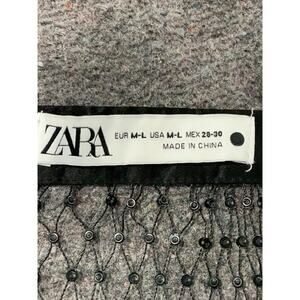 ZARA
EUR M-L USA M-L MEX 28-30
MADE IN CHINA